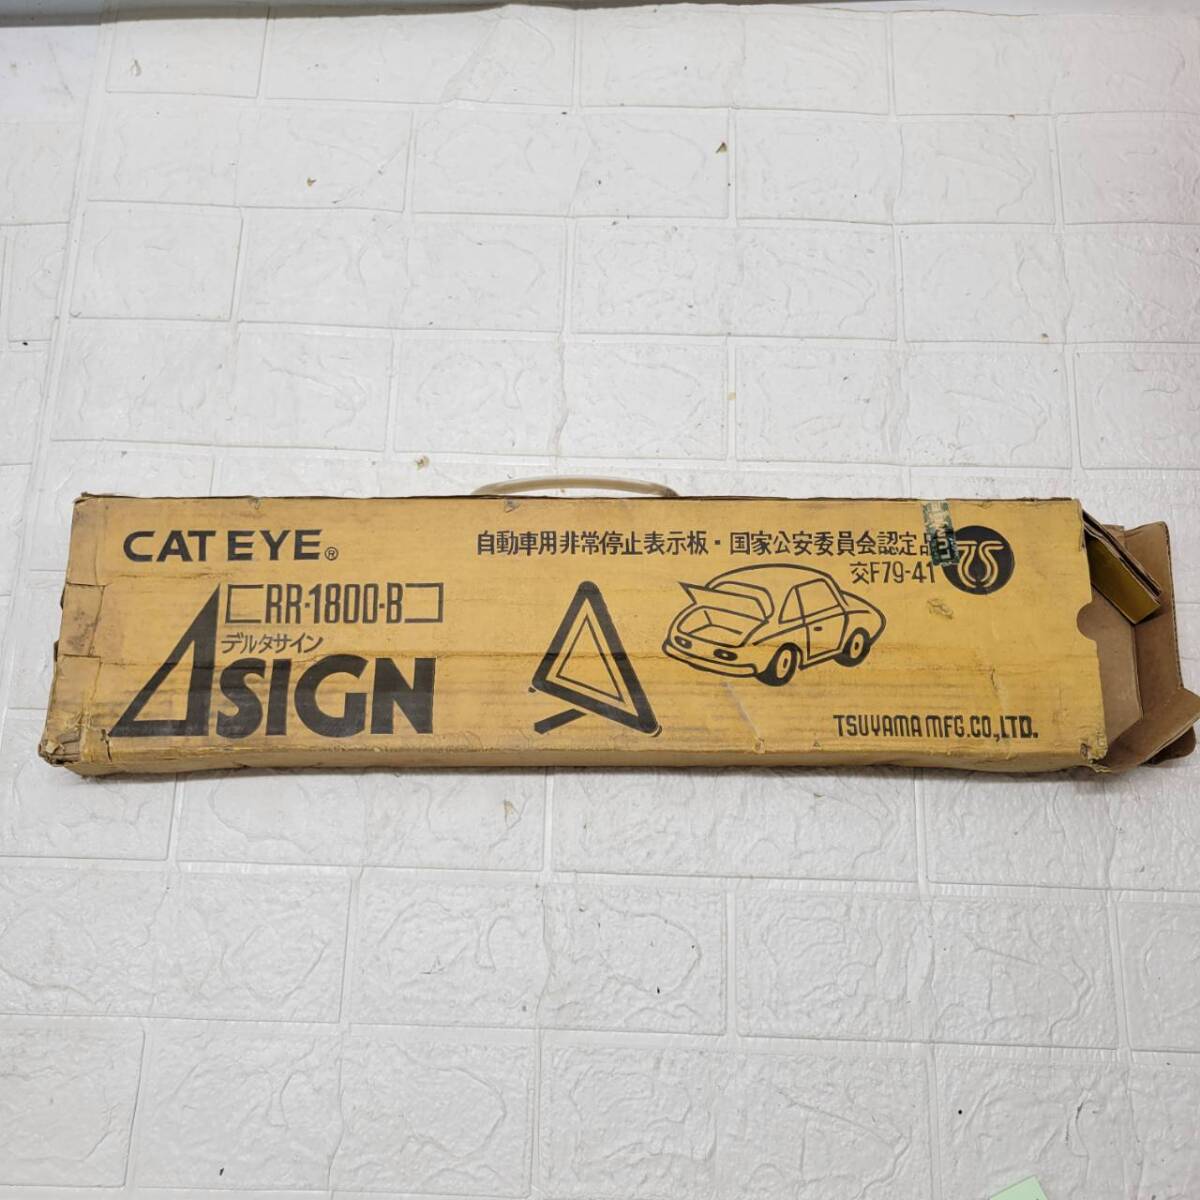 CAT EYE®
RR-1800-B
デルタサイン
ΔSIGN
自動車用非常停止表示板・国家公安委員会認定品
交F79-41
TS
TSUYAMA MFG.CO.,LTD.